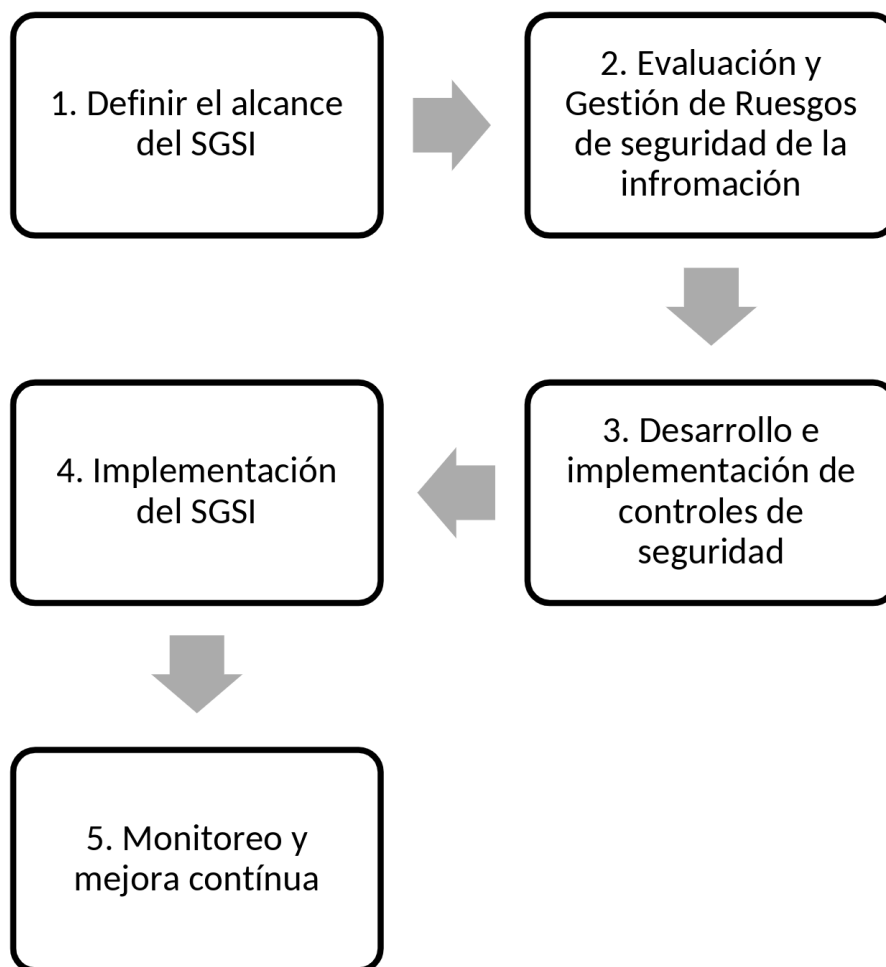 1. Definir el alcance
del SGSI
2. Evaluación y
Gestión de Ruesgos
de seguridad de la
infromación
3. Desarrollo e
implementación de
controles de
seguridad
4. Implementación
del SGSI
5. Monitoreo y
mejora contínua